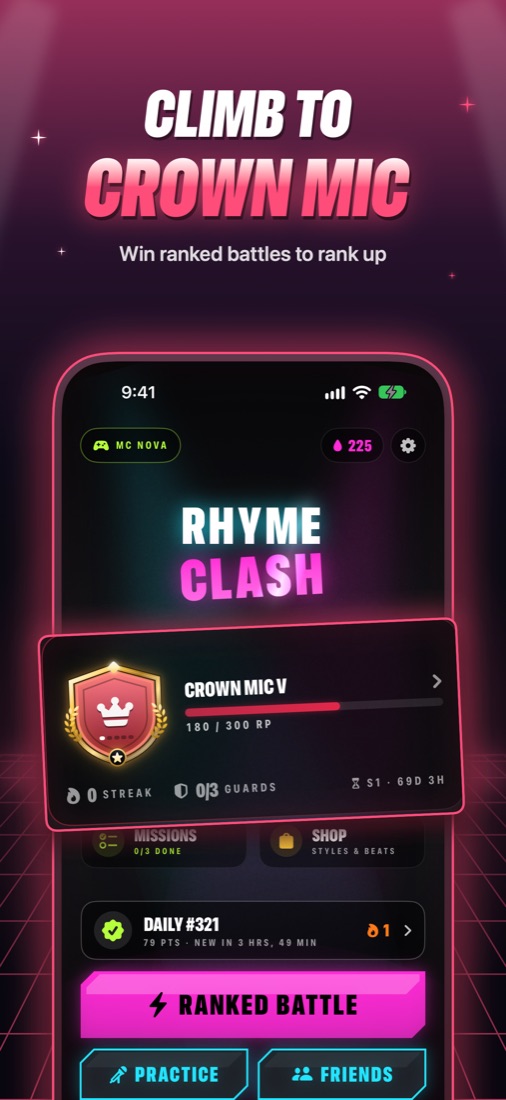 CLIMB TO
CROWN MIC
Win ranked battles to rank up
9:41
MC NOVA
225
RHYME
CLASH
CROWN MIC V
180 / 300 RP
0 STREAK
0/3 GUARDS
S1 · 69D 3H
MISSIONS
0/3 DONE
SHOP
STYLES & BEATS
DAILY #321
79 PTS · NEW IN 3 HRS, 49 MIN
1
RANKED BATTLE
PRACTICE
FRIENDS